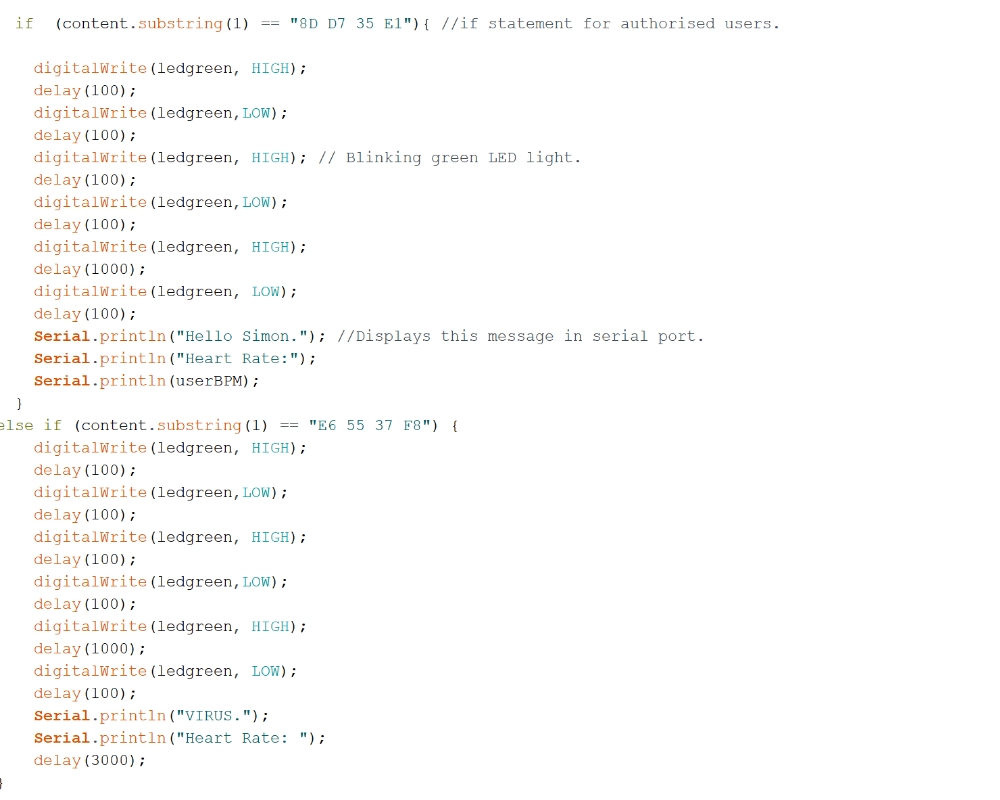 if (content.substring(1) == "8D D7 35 E1"){ //if statement for authorised users.
digitalWrite(ledgreen, HIGH);
delay(100);
digitalWrite(ledgreen,LOW);
delay(100);
digitalWrite(ledgreen, HIGH); // Blinking green LED light.
delay(100);
digitalWrite(ledgreen,LOW);
delay(100);
digitalWrite(ledgreen, HIGH);
delay(1000);
digitalWrite(ledgreen, LOW);
delay(100);
Serial.println("Hello Simon."); //Displays this message in serial port.
Serial.println("Heart Rate:");
Serial.println(userBPM);
}
else if (content.substring(1) == "E6 55 37 F8") {
digitalWrite(ledgreen, HIGH);
delay(100);
digitalWrite(ledgreen,LOW);
delay(100);
digitalWrite(ledgreen, HIGH);
delay(100);
digitalWrite(ledgreen,LOW);
delay(100);
digitalWrite(ledgreen, HIGH);
delay(1000);
digitalWrite(ledgreen, LOW);
delay(100);
Serial.println("VIRUS.");
Serial.println("Heart Rate: ");
delay(3000);
}